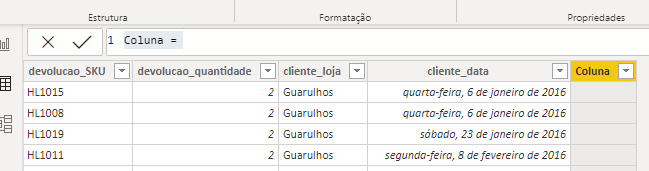 Estrutura Formatação Propriedades
1 Coluna =
devolucao_SKU devolucao_quantidade cliente_loja cliente_data Coluna
HL1015 2 Guarulhos quarta-feira, 6 de janeiro de 2016
HL1008 2 Guarulhos quarta-feira, 6 de janeiro de 2016
HL1019 2 Guarulhos sábado, 23 de janeiro de 2016
HL1011 2 Guarulhos segunda-feira, 8 de fevereiro de 2016